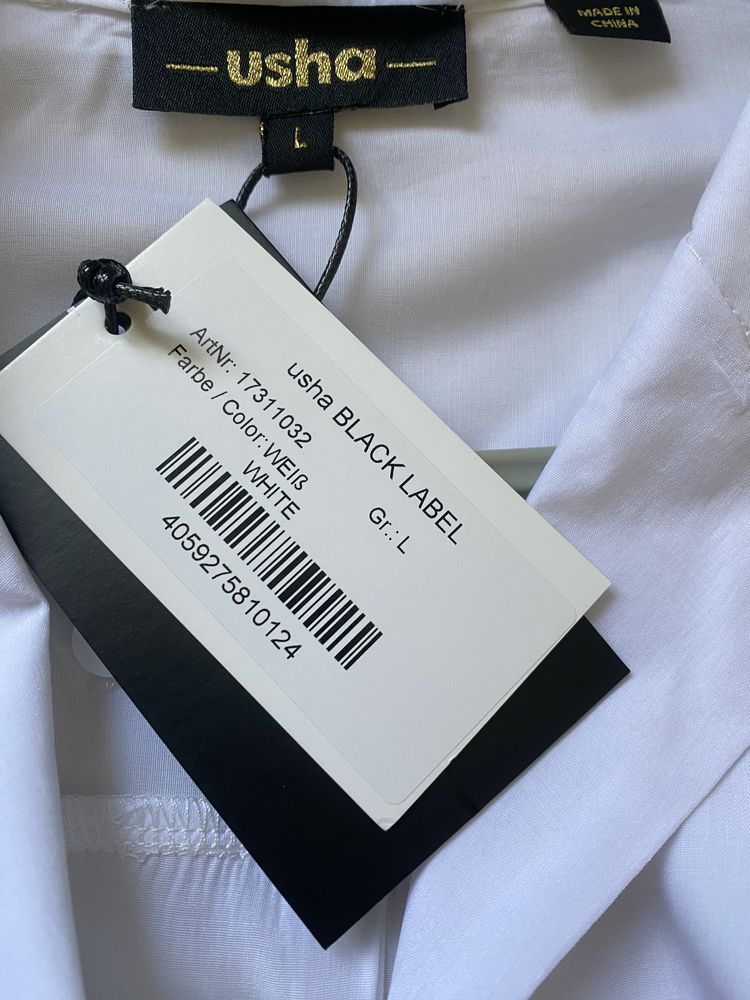 — usha —
MADE IN
CHINA
L
usha BLACK LABEL
ArtNr: 17311032
Farbe / Color: WEIß
WHITE
Gr.: L
4059275810124